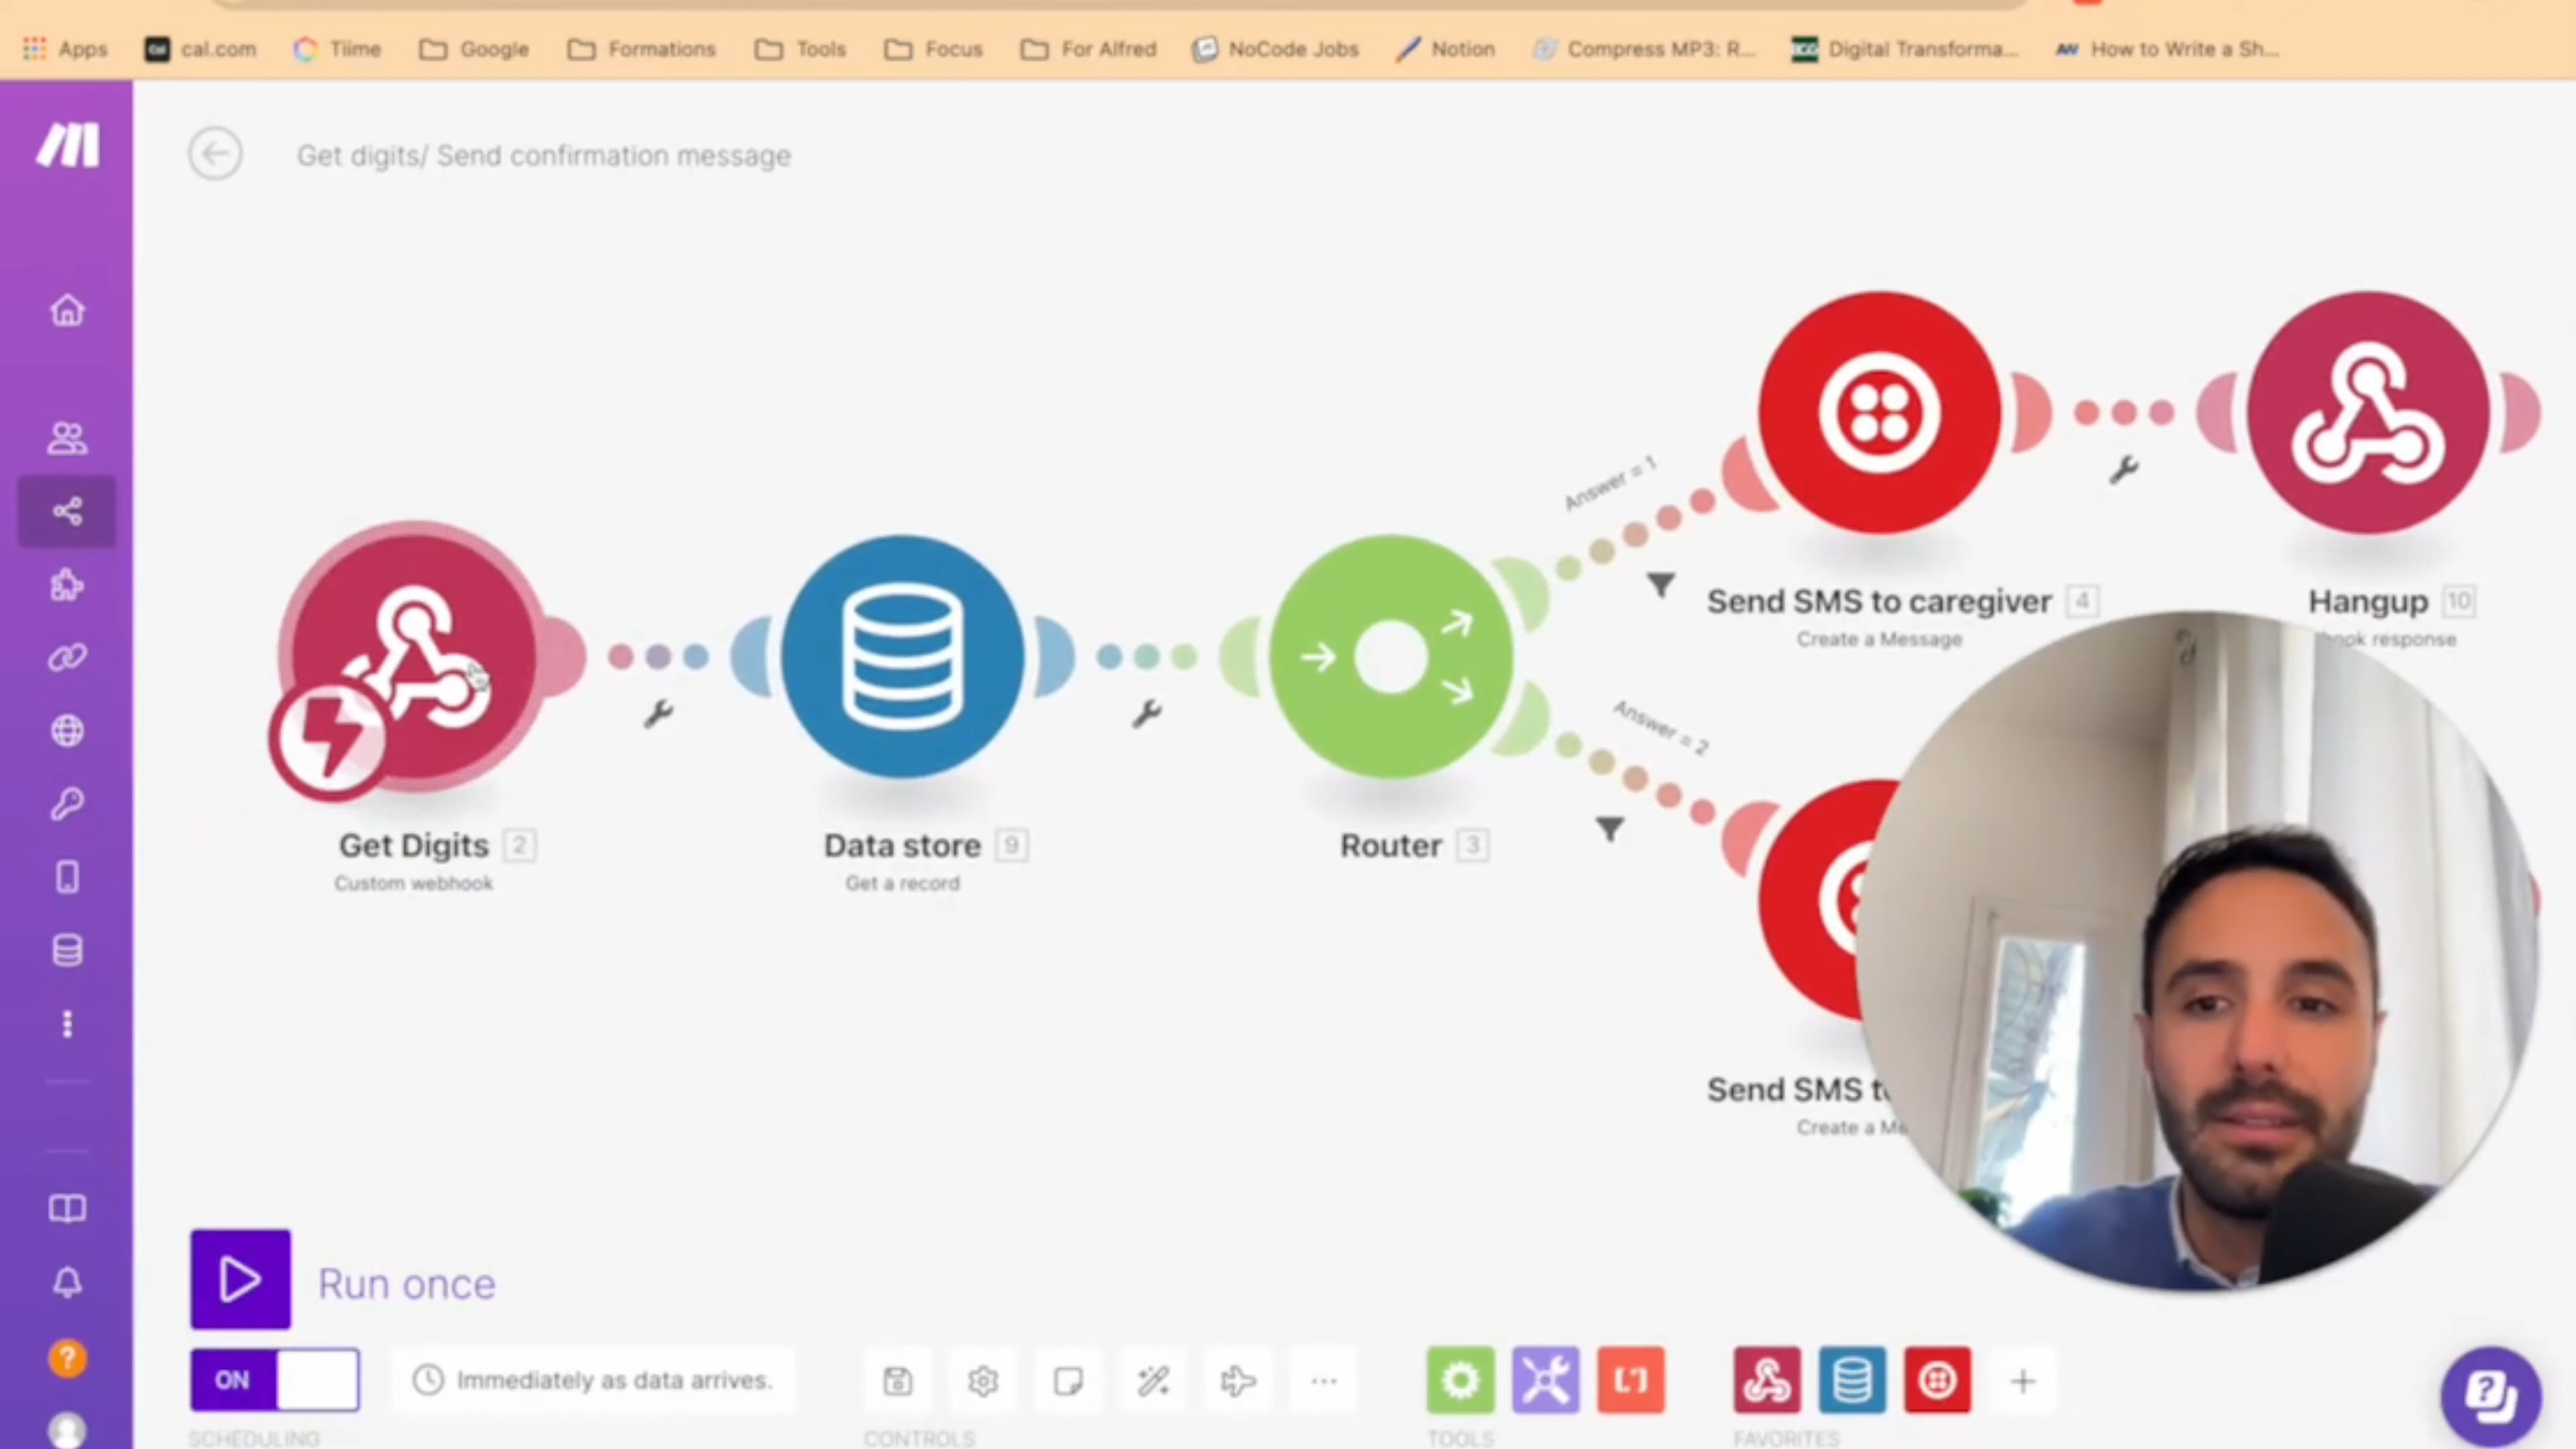 Apps
cal.com
Tiime
Google
Formations
Tools
Focus
For Alfred
NoCode Jobs
Notion
Compress MP3: R...
Digital Transforma...
How to Write a Sh...
Get digits/ Send confirmation message
Answer = 1
Send SMS to caregiver 4
Create a Message
Hangup 10
response
Answer = 2
Get Digits 2
Custom webhook
Data store 9
Get a record
Router 3
Send SMS
Create a
Run once
ON
Immediately as data arrives.
SCHEDULING
CONTROLS
TOOLS
FAVORITES